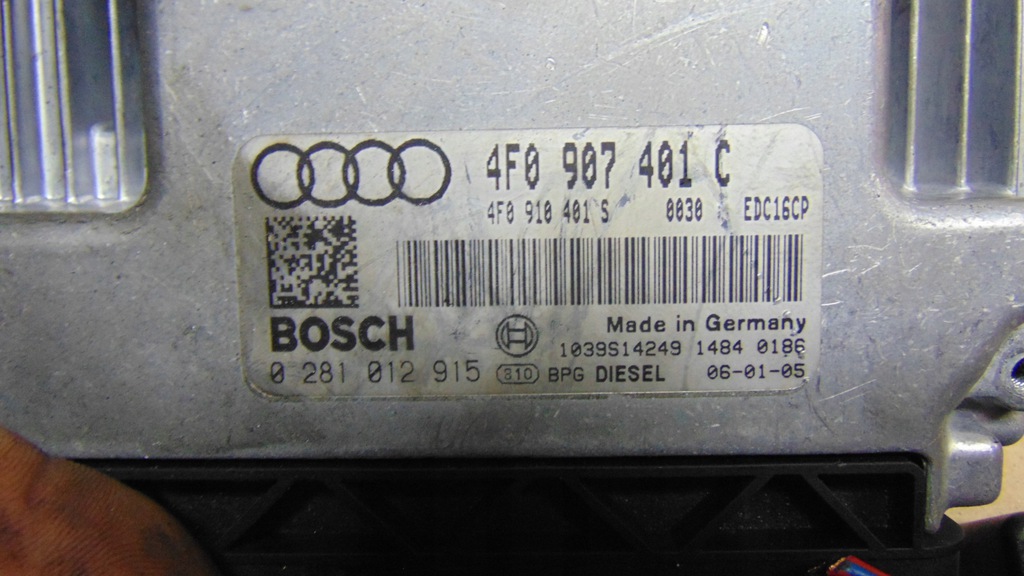 4F0 907 401 C
4F0 910 401 S 0030 EDC16CP
BOSCH
Made in Germany
1039S14249 1484 0186
0 281 012 915 810 BPG DIESEL 06-01-05